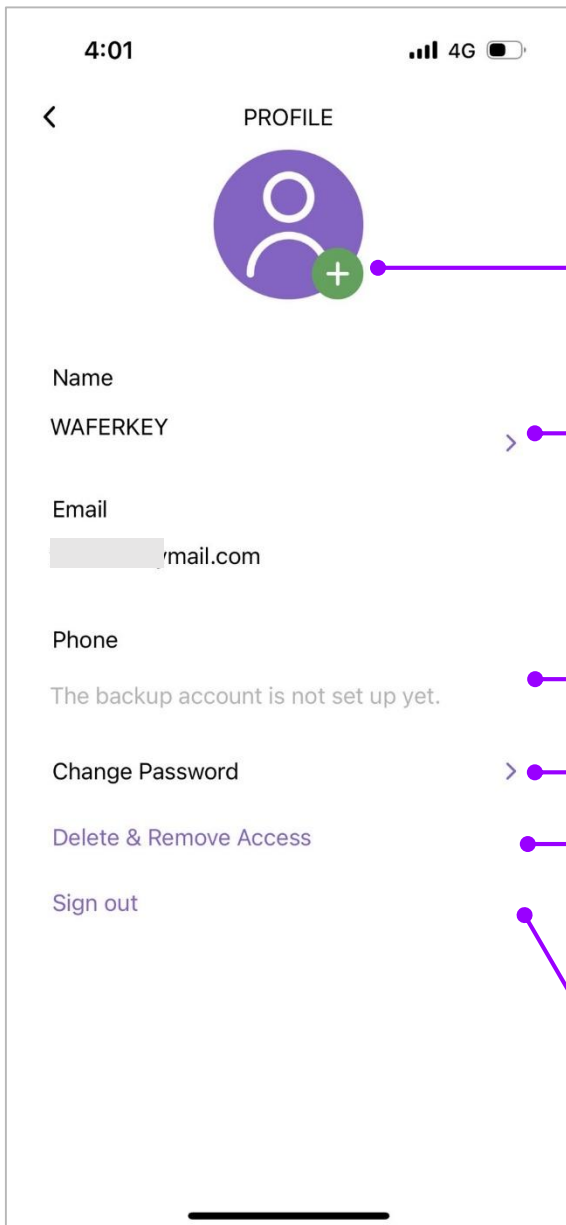 4:01 4G
PROFILE
Name
WAFERKEY
Email
mail.com
Phone
The backup account is not set up yet.
Change Password
Delete & Remove Access
Sign out